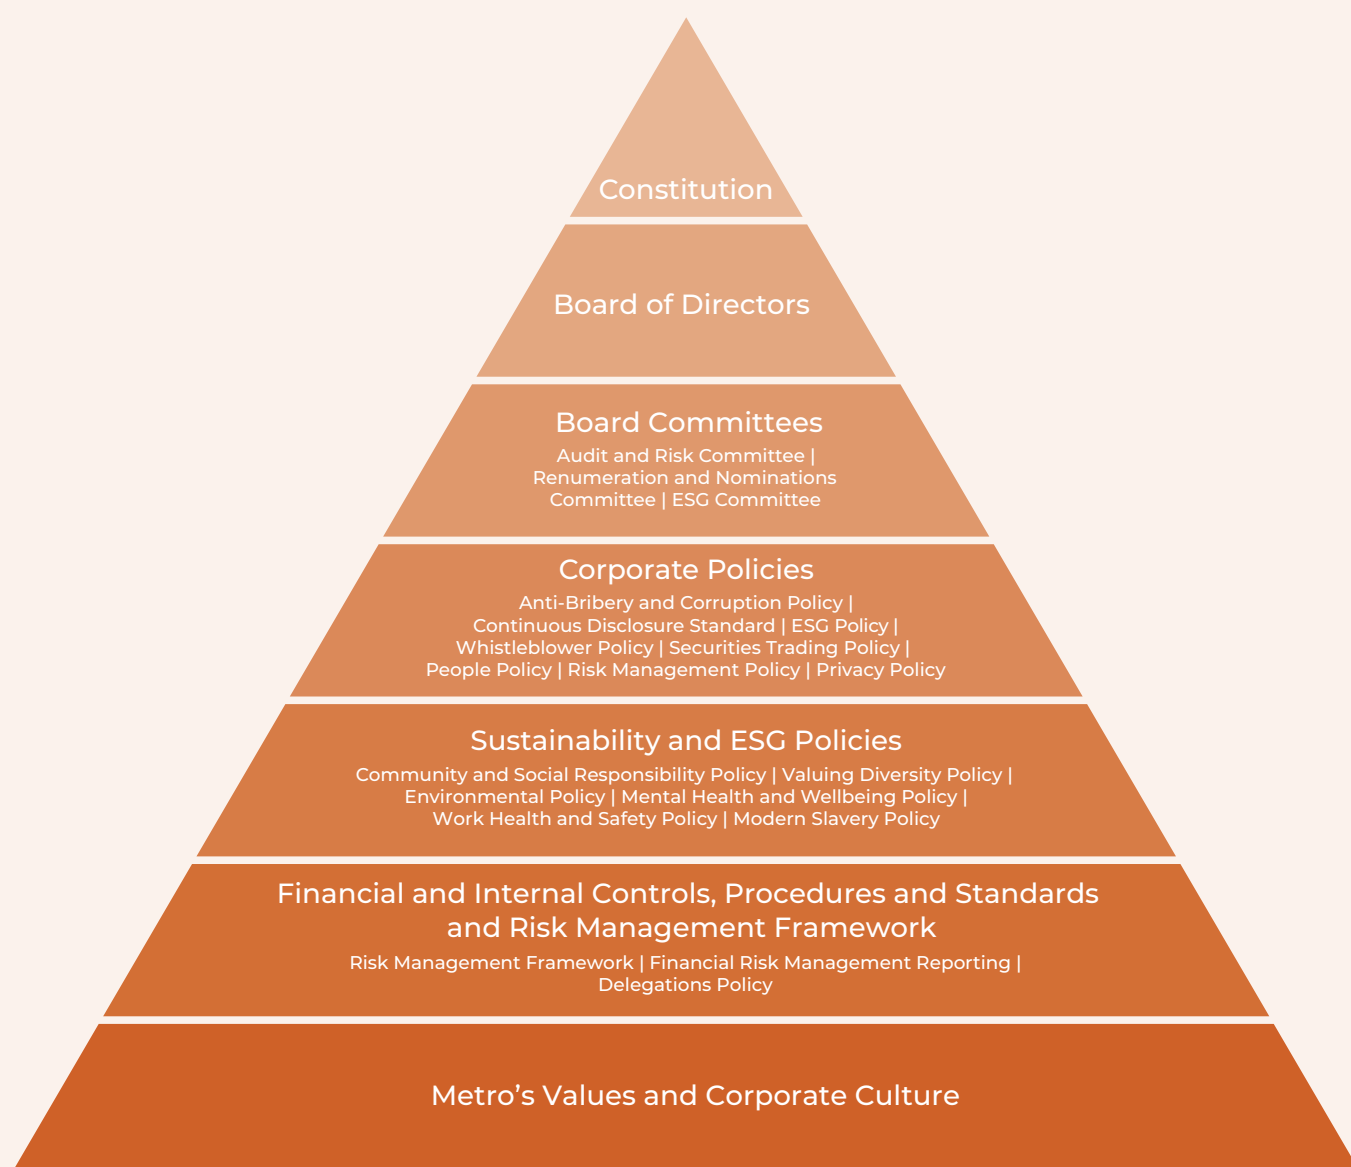 Constitution
Board of Directors
Board Committees
Audit and Risk Committee |
Renumeration and Nominations
Committee | ESG Committee
Corporate Policies
Anti-Bribery and Corruption Policy |
Continuous Disclosure Standard | ESG Policy |
Whistleblower Policy | Securities Trading Policy |
People Policy | Risk Management Policy | Privacy Policy
Sustainability and ESG Policies
Community and Social Responsibility Policy | Valuing Diversity Policy |
Environmental Policy | Mental Health and Wellbeing Policy |
Work Health and Safety Policy | Modern Slavery Policy
Financial and Internal Controls, Procedures and Standards
and Risk Management Framework
Risk Management Framework | Financial Risk Management Reporting |
Delegations Policy
Metro’s Values and Corporate Culture